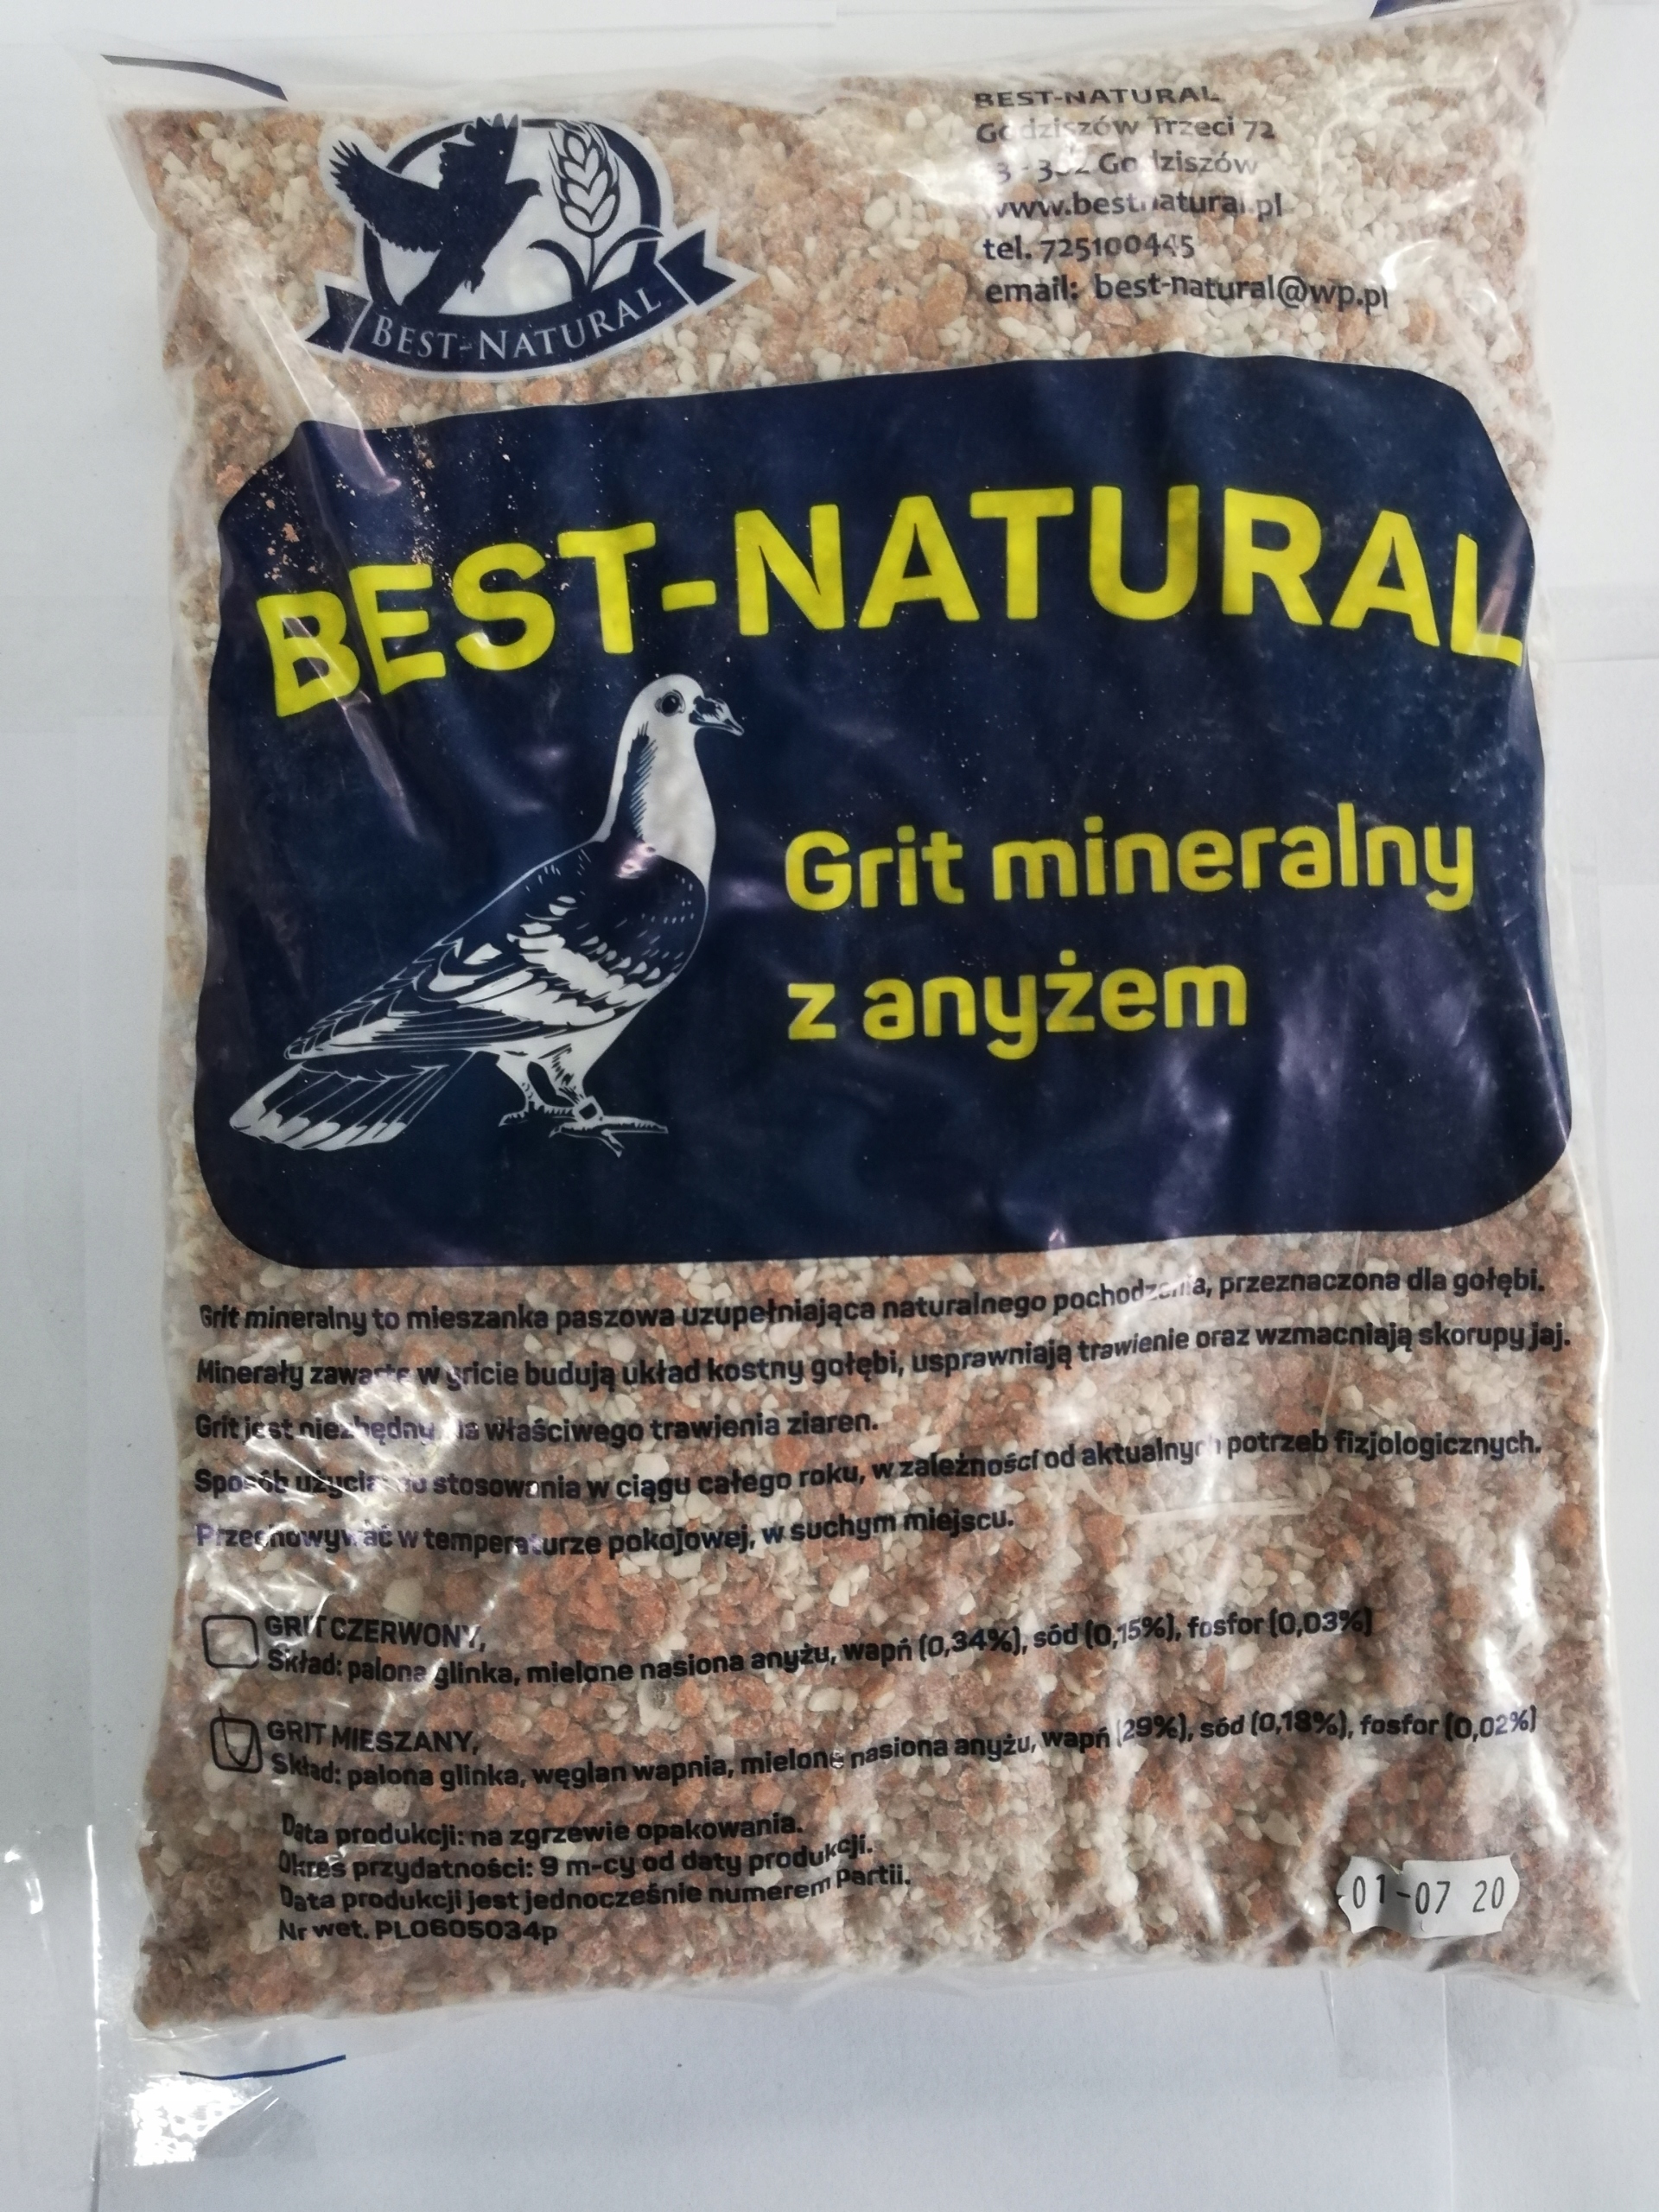 BEST-NATURAL
BEST-NATURAL
Godziszów Trzeci 72
Godziszów
www.bestnatural.pl
tel. 725100445
email: best-natural@wp.pl
BEST-NATURAL
Grit mineralny
z anyżem
Grit mineralny to mieszanka paszowa uzupełniająca naturalnego pochodzenia, przeznaczona dla gołębi.
Minerały zawarte w gricie budują układ kostny gołębi, usprawniają trawienie oraz wzmacniają skorupy jaj.
Grit jest niezbędny dla właściwego trawienia ziaren.
Sposób użycia: do stosowania w ciągu całego roku, w zależności od aktualnych potrzeb fizjologicznych.
Przechowywać w temperaturze pokojowej, w suchym miejscu.
GRIT CZERWONY,
Skład: palona glinka, mielone nasiona anyżu, wapń (0,34%), sód (0,15%), fosfor (0,03%)
GRIT MIESZANY,
Skład: palona glinka, węglan wapnia, mielone nasiona anyżu, wapń (29%), sód (0,18%), fosfor (0,02%)
Data produkcji: na zgrzewie opakowania.
Okres przydatności: 9 m-cy od daty produkcji.
Data produkcji jest jednocześnie numerem Partii.
Nr wet. PL0605034p
01-07 20